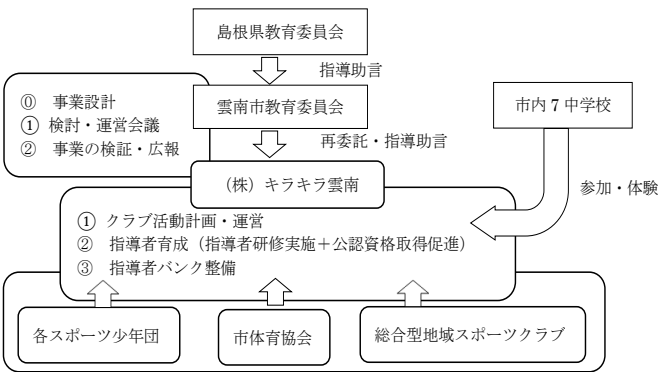 島根県教育委員会
指導助言
⓪ 事業設計
① 検討・運営会議
② 事業の検証・広報
雲南市教育委員会
市内7中学校
再委託・指導助言
(株)キラキラ雲南
参加・体験
① クラブ活動計画・運営
② 指導者育成(指導者研修実施+公認資格取得促進)
③ 指導者バンク整備
各スポーツ少年団
市体育協会
総合型地域スポーツクラブ